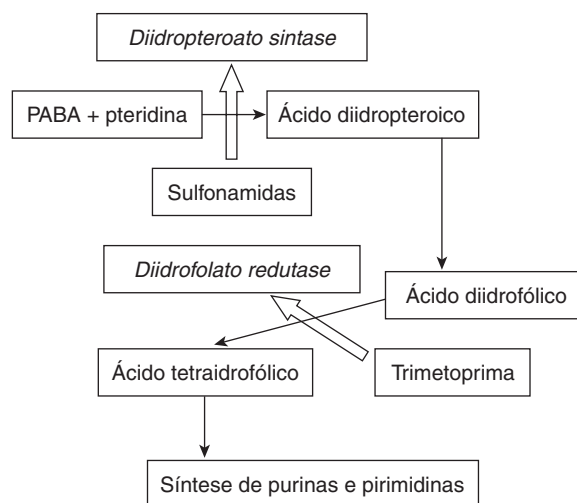 Diidropteroato sintase
PABA + pteridina
Ácido diidropteroico
Sulfonamidas
Diidrofolato redutase
Ácido diidrofólico
Ácido tetraidrofólico
Trimetoprima
Síntese de purinas e pirimidinas